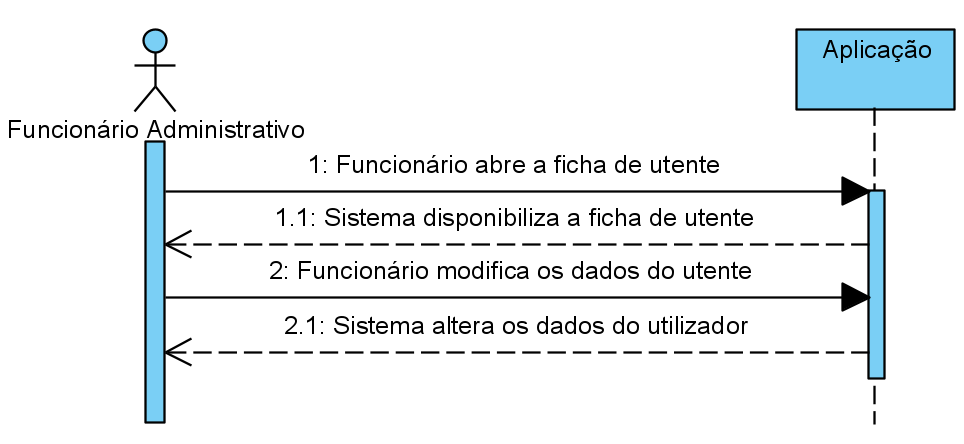 Aplicação
Funcionário Administrativo
1: Funcionário abre a ficha de utente
1.1: Sistema disponibiliza a ficha de utente
2: Funcionário modifica os dados do utente
2.1: Sistema altera os dados do utilizador